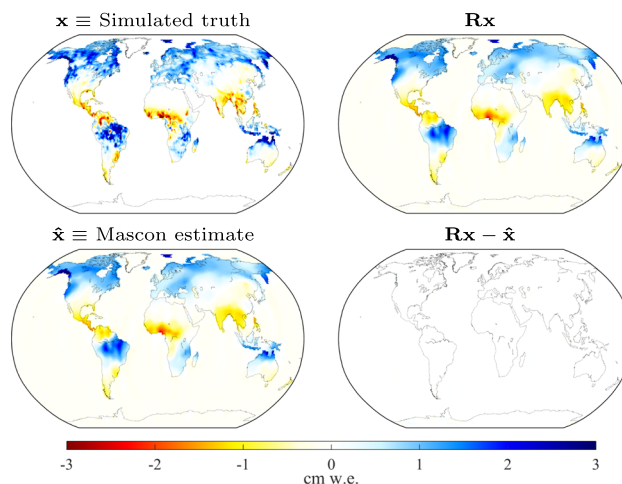 x ≡ Simulated truth
Rx
x̂ ≡ Mascon estimate
Rx − x̂
-3 -2 -1 0 1 2 3
cm w.e.